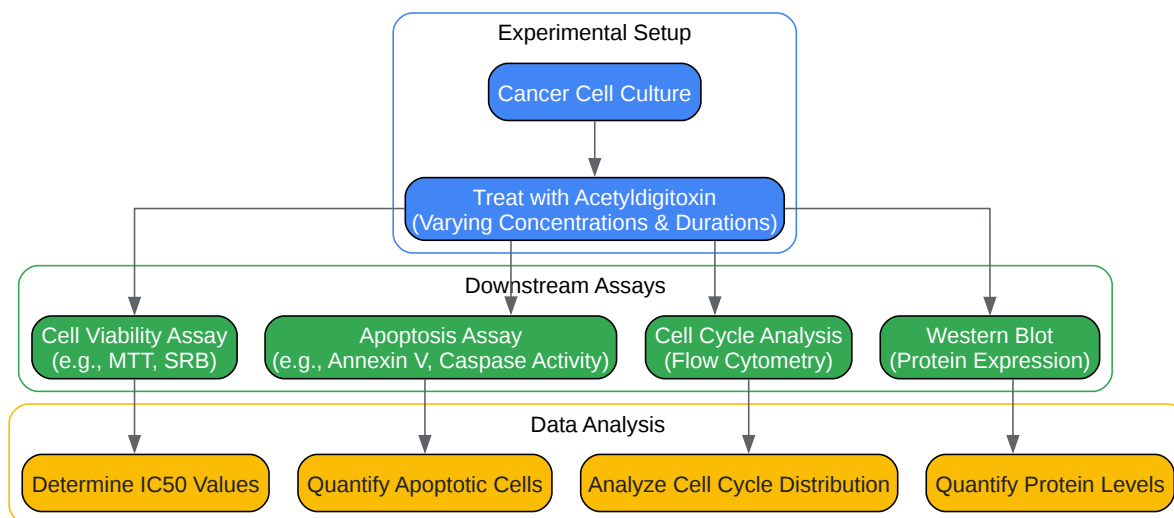 Experimental Setup
Cancer Cell Culture
Treat with Acetyldigitoxin
(Varying Concentrations & Durations)
Downstream Assays
Cell Viability Assay
(e.g., MTT, SRB)
Apoptosis Assay
(e.g., Annexin V, Caspase Activity)
Cell Cycle Analysis
(Flow Cytometry)
Western Blot
(Protein Expression)
Data Analysis
Determine IC50 Values
Quantify Apoptotic Cells
Analyze Cell Cycle Distribution
Quantify Protein Levels